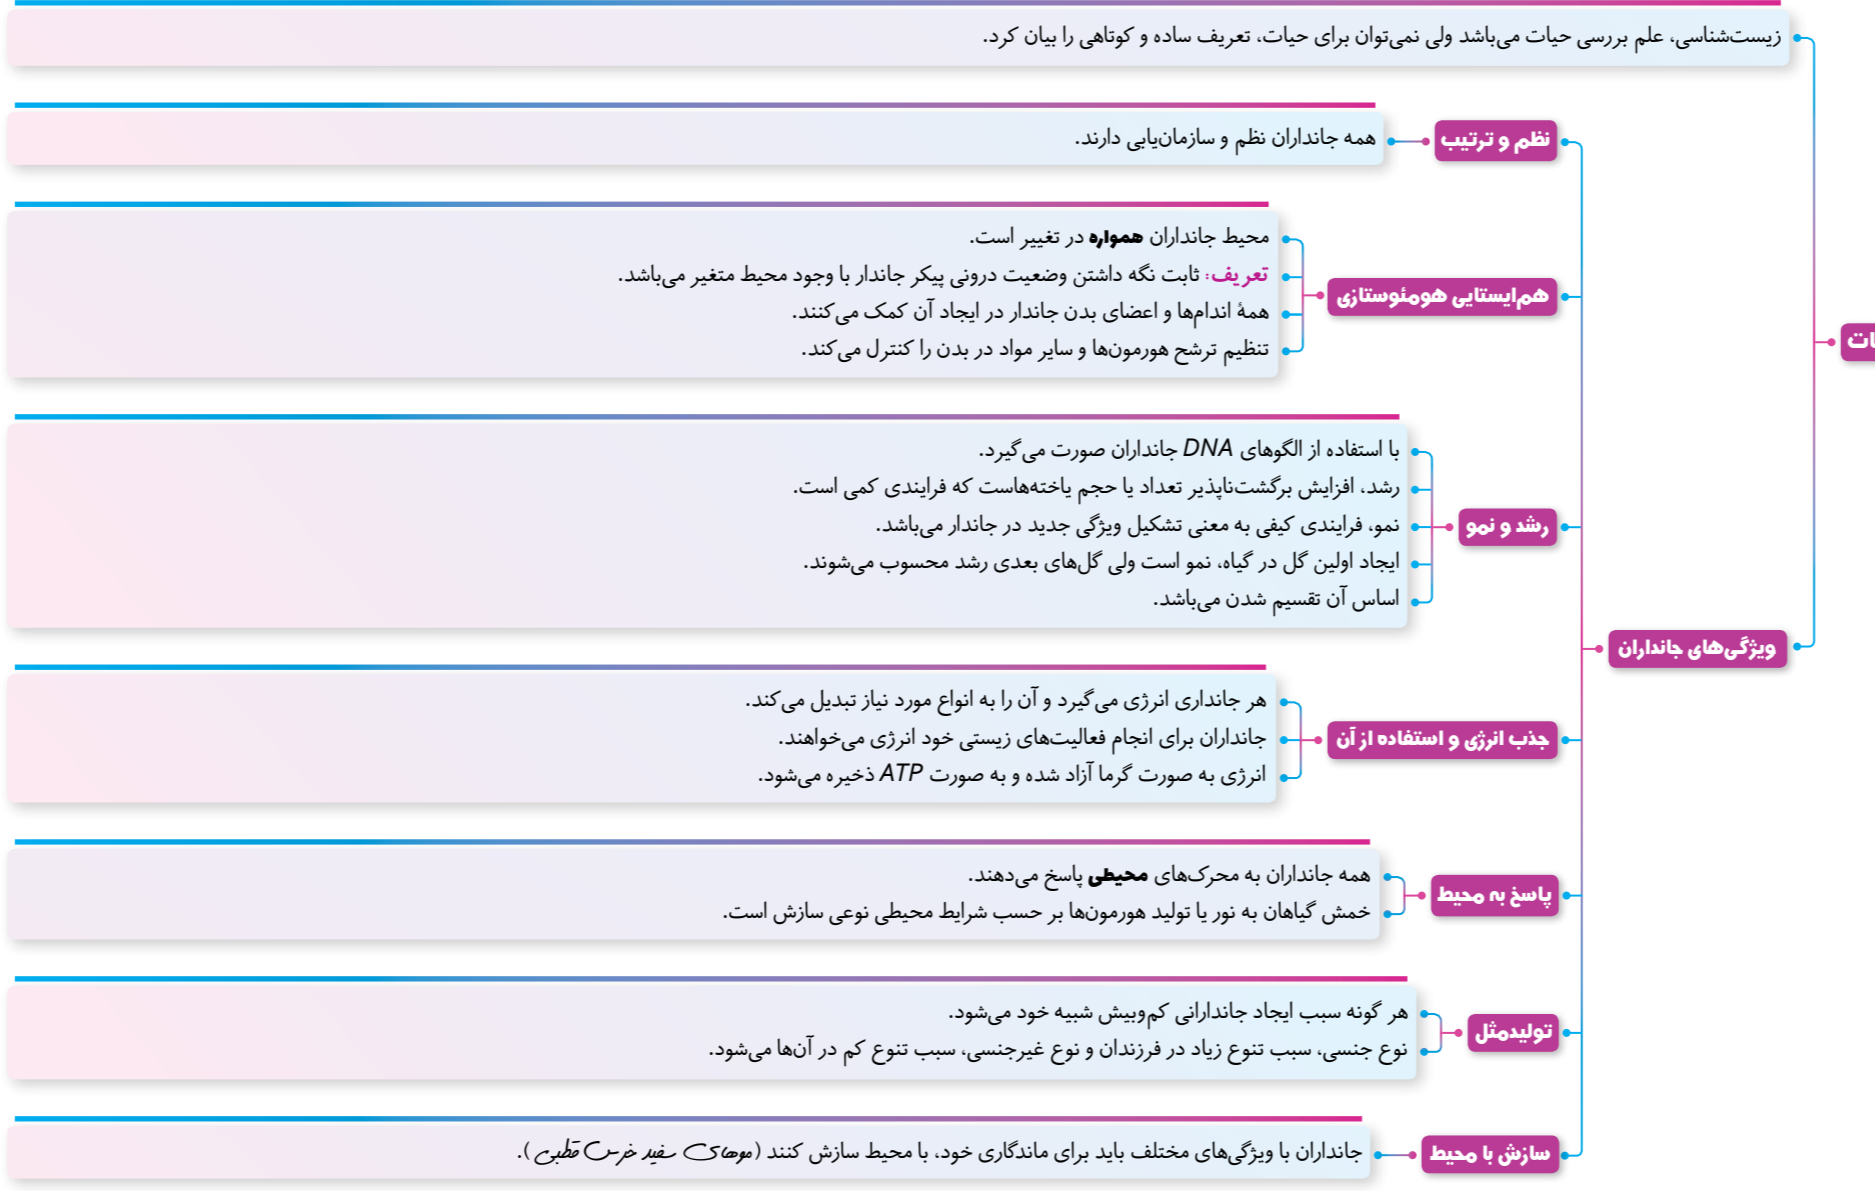 زیست‌شناسی، علم بررسی حیات می‌باشد ولی نمی‌توان برای حیات، تعریف ساده و کوتاهی را بیان کرد.
ویژگی‌های جانداران
نظم و ترتیب
همه جانداران نظم و سازمان‌یابی دارند.
هم‌ایستایی هومئوستازی
محیط جانداران همواره در تغییر است.
تعریف: ثابت نگه داشتن وضعیت درونی پیکر جاندار با وجود محیط متغیر می‌باشد.
همهٔ اندام‌ها و اعضای بدن جاندار در ایجاد آن کمک می‌کنند.
تنظیم ترشح هورمون‌ها و سایر مواد در بدن را کنترل می‌کند.
رشد و نمو
با استفاده از الگوهای DNA جانداران صورت می‌گیرد.
رشد، افزایش برگشت‌ناپذیر تعداد یا حجم یاخته‌هاست که فرایندی کمی است.
نمو، فرایندی کیفی به معنی تشکیل ویژگی جدید در جاندار می‌باشد.
ایجاد اولین گل در گیاه، نمو است ولی گل‌های بعدی رشد محسوب می‌شوند.
اساس آن تقسیم شدن می‌باشد.
جذب انرژی و استفاده از آن
هر جانداری انرژی می‌گیرد و آن را به انواع مورد نیاز تبدیل می‌کند.
جانداران برای انجام فعالیت‌های زیستی خود انرژی می‌خواهند.
انرژی به صورت گرما آزاد شده و به صورت ATP ذخیره می‌شود.
پاسخ به محیط
همه جانداران به محرک‌های محیطی پاسخ می‌دهند.
خمش گیاهان به نور یا تولید هورمون‌ها بر حسب شرایط محیطی نوعی سازش است.
تولیدمثل
هر گونه سبب ایجاد جاندارانی کم‌وبیش شبیه خود می‌شود.
نوع جنسی، سبب تنوع زیاد در فرزندان و نوع غیرجنسی، سبب تنوع کم در آن‌ها می‌شود.
سازش با محیط
جانداران با ویژگی‌های مختلف باید برای ماندگاری خود، با محیط سازش کنند (موهای سفید خرس قطبی).